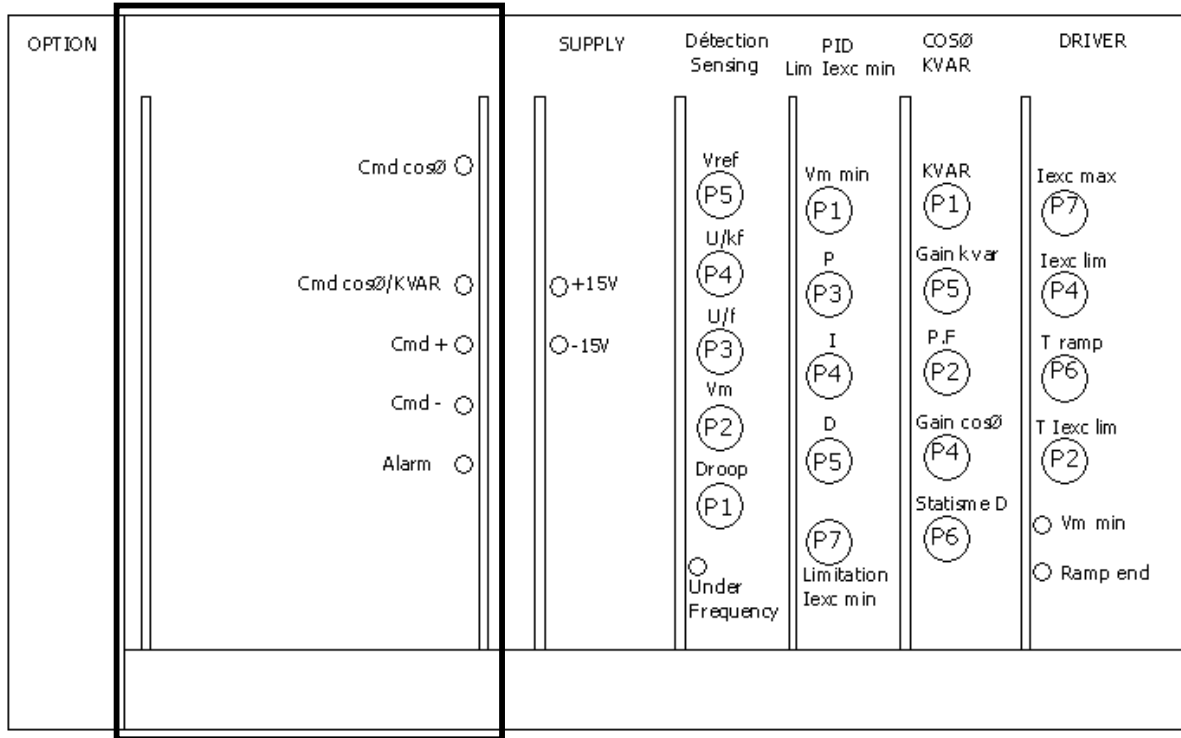 OPTION
Cmd cosØ
Cmd cosØ/KVAR
Cmd +
Cmd -
Alarm
SUPPLY
+15V
-15V
Détection
Sensing
Vref
P5
U/kf
P4
U/f
P3
Vm
P2
Droop
P1
Under
Frequency
PID
Lim Iexc min
Vm min
P1
P
P3
I
P4
D
P5
P7
Limitation
Iexc min
COSØ
KVAR
KVAR
P1
Gain kvar
P5
P.F
P2
Gain cosØ
P4
Statisme D
P6
DRIVER
Iexc max
P7
Iexc lim
P4
T ramp
P6
T Iexc lim
P2
Vm min
Ramp end